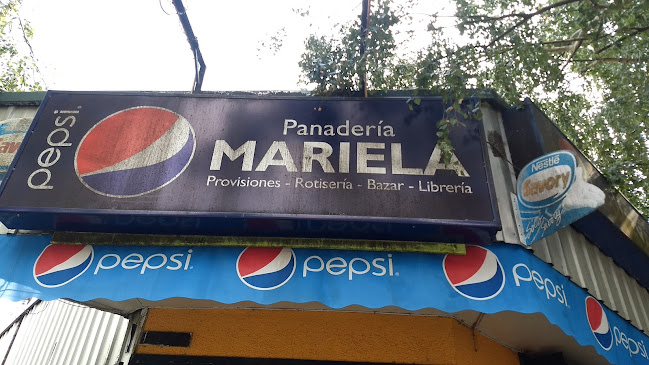 pepsi
Panadería
MARIELA
Provisiones - Rotisería - Bazar - Librería
Nestlé
Savory
pepsi
pepsi
pepsi
pepsi